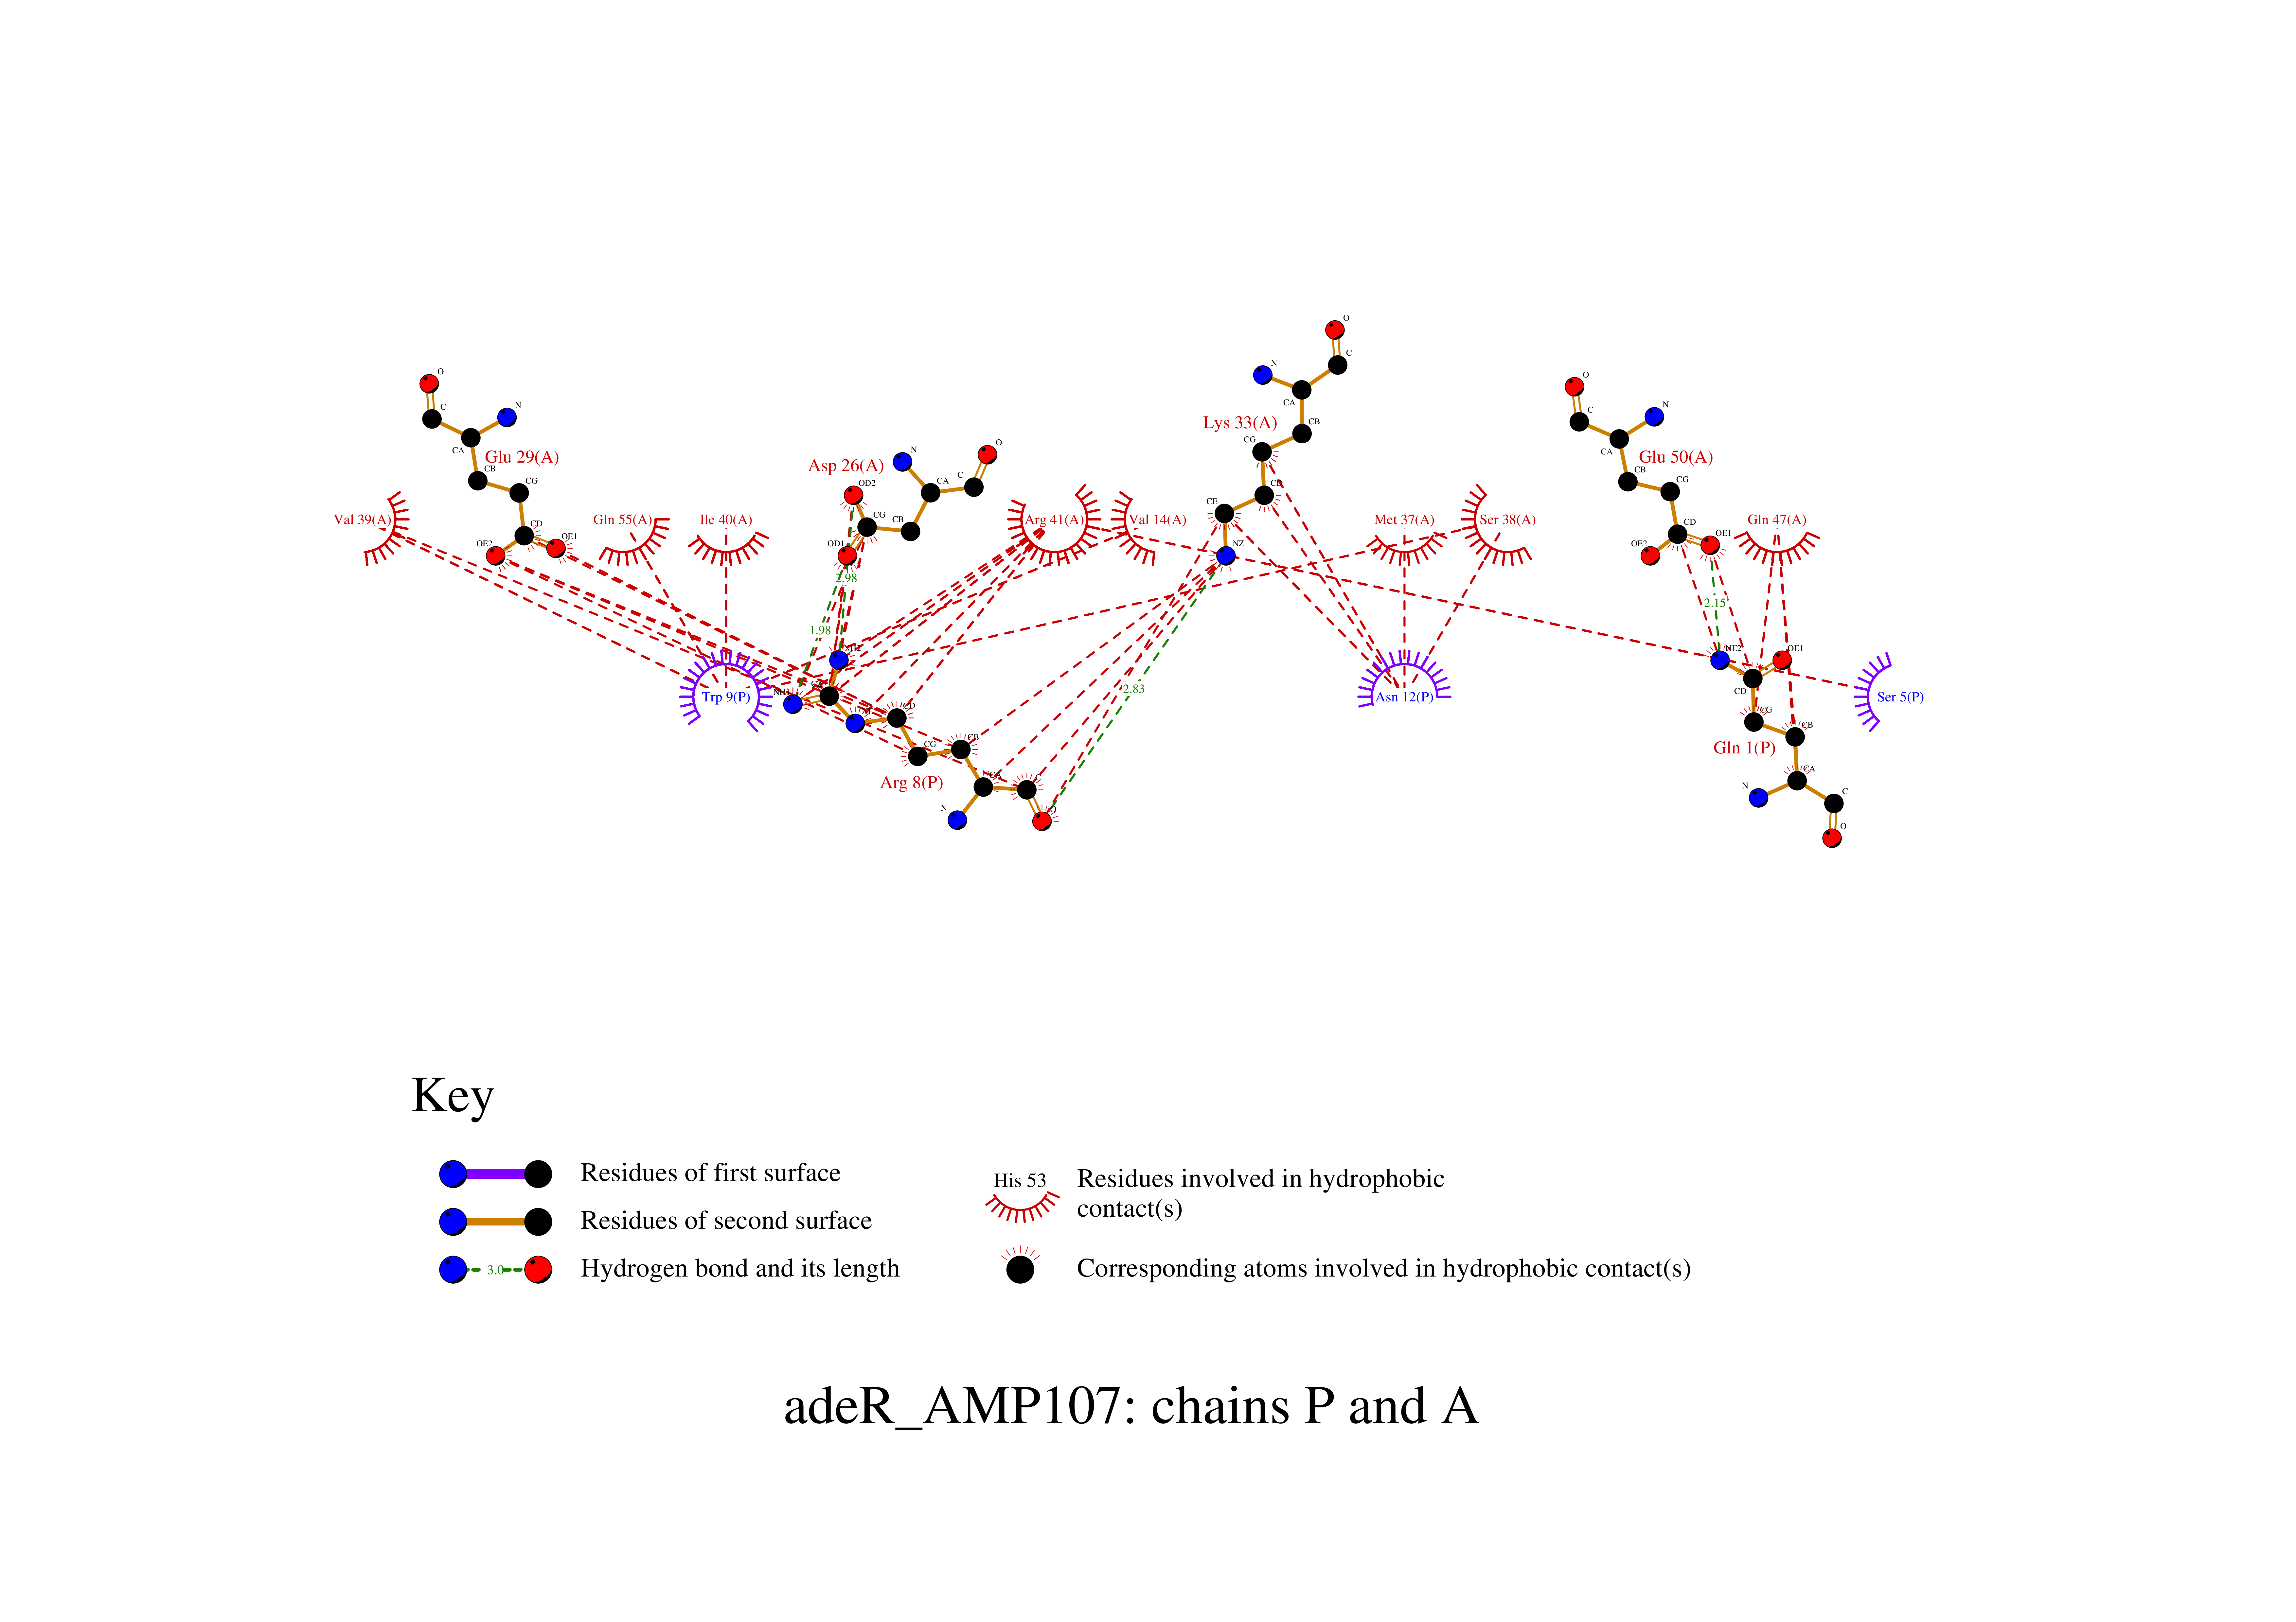 O
N
C
CA
CB
Lys 33(A)
CG
CD
CE
NZ
O
C
N
CA
CB
Glu 29(A)
CG
CD
OE2
OE1
O
N
C
CA
CB
Asp 26(A)
OD2
CG
OD1
O
C
N
CA
CB
Glu 50(A)
CG
CD
OE2
OE1
Val 39(A)
Gln 55(A)
Ile 40(A)
Arg 41(A)
Val 14(A)
Met 37(A)
Ser 38(A)
Gln 47(A)
2.98
1.98
2.15
2.83
Trp 9(P)
Asn 12(P)
Ser 5(P)
NH2
CD
CG
CB
Arg 8(P)
N
NE2
OE1
CD
CG
CB
Gln 1(P)
CA
N
C
O
Key
Residues of first surface
Residues of second surface
3.0
Hydrogen bond and its length
His 53
Residues involved in hydrophobic
contact(s)
Corresponding atoms involved in hydrophobic contact(s)
adeR_AMP107: chains P and A